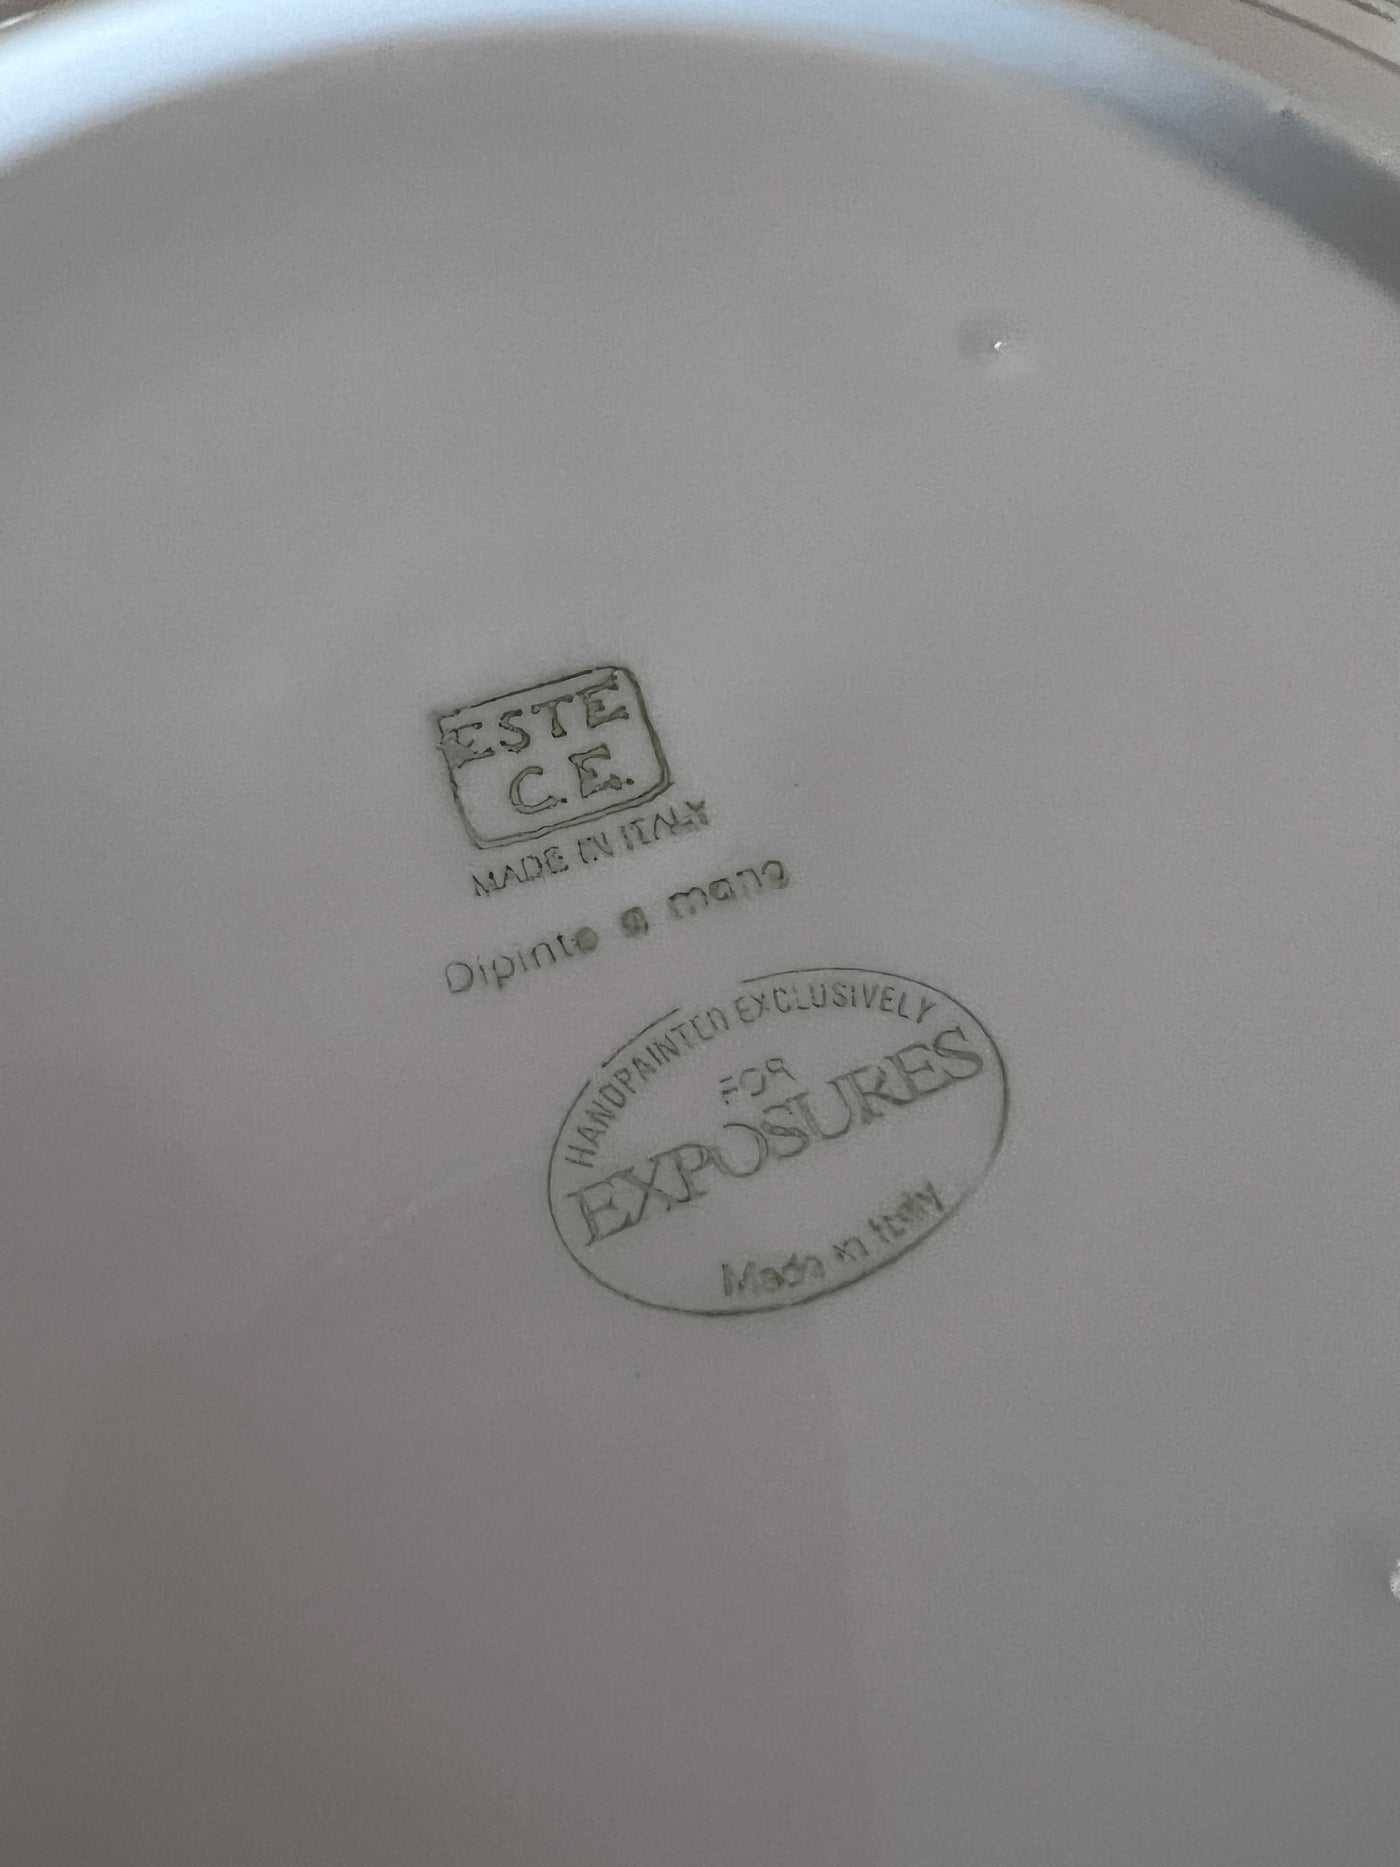 ESTE
C.E.
MADE IN ITALY
Dipinto a mano
HANDPAINTED EXCLUSIVELY
FOR
EXPOSURES
Made in Italy